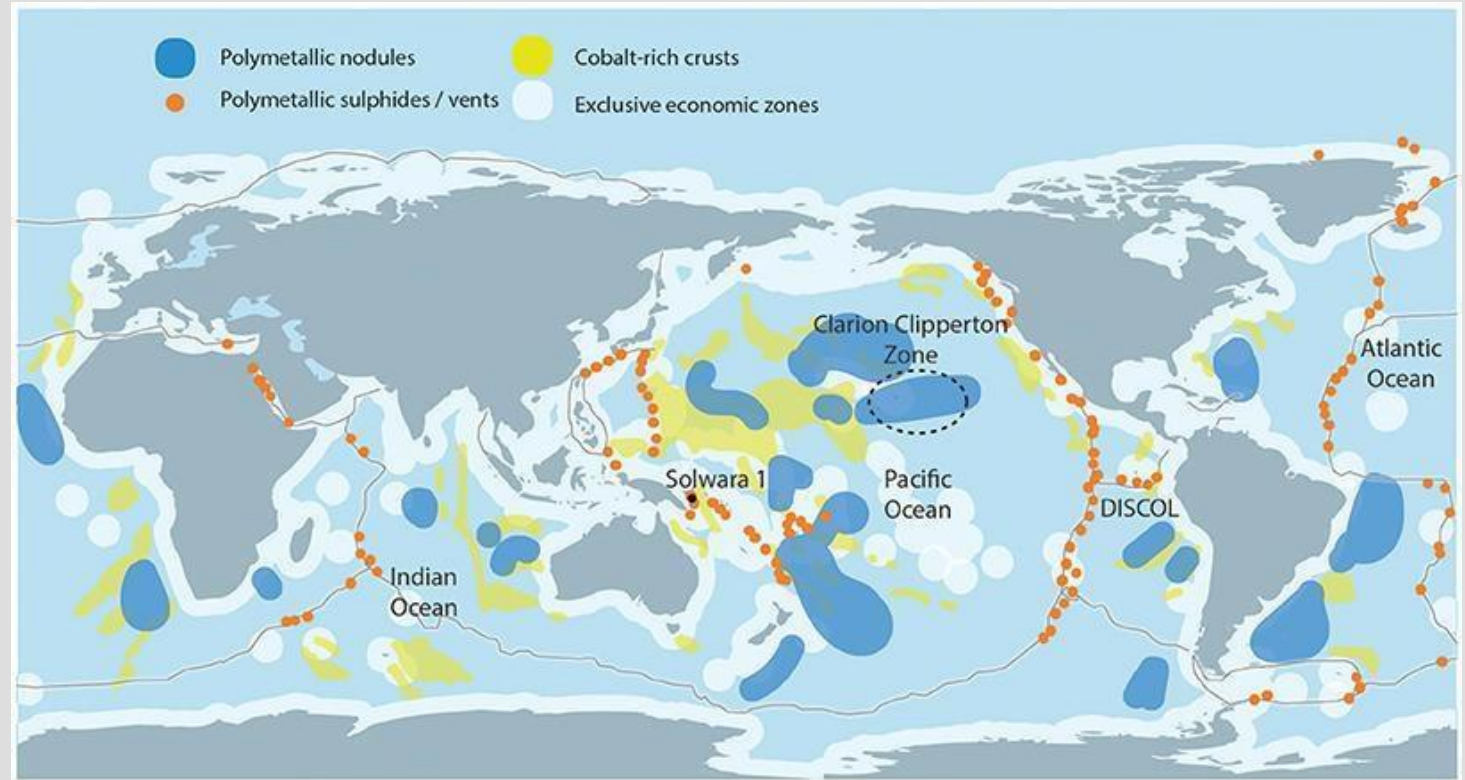 Polymetallic nodules
Cobalt-rich crusts
Polymetallic sulphides / vents
Exclusive economic zones
Clarion Clipperton
Zone
Atlantic
Ocean
Solwara 1
Pacific
Ocean
DISCOL
Indian
Ocean